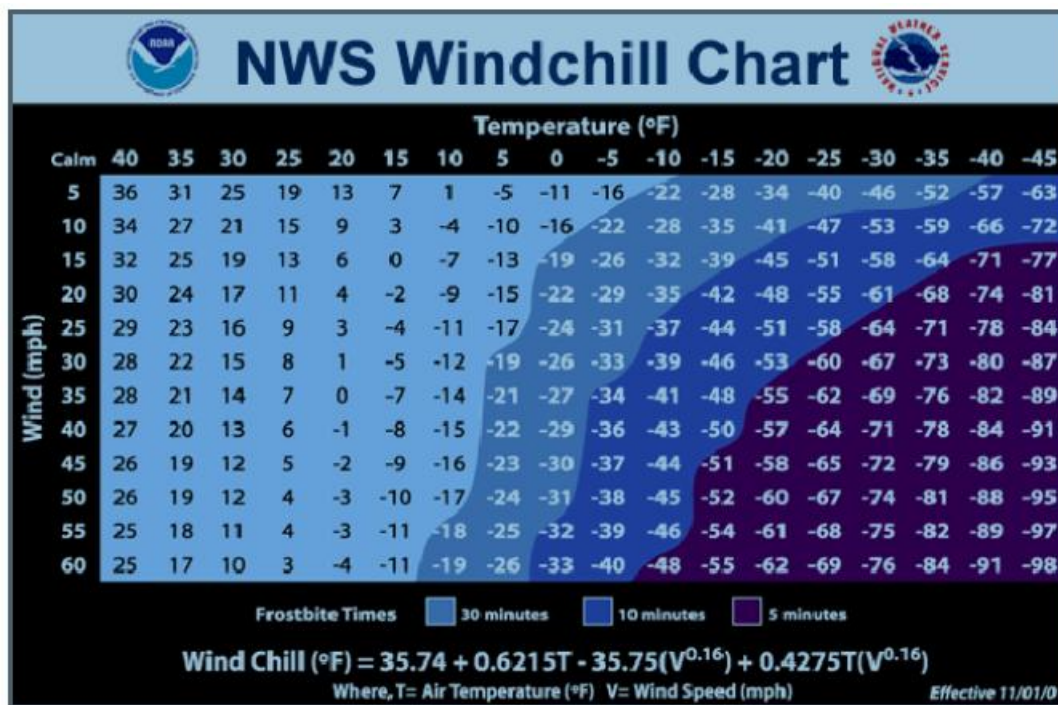 NOAA
NWS Windchill Chart
Temperature (ºF)
Calm 40 35 30 25 20 15 10 5 0 -5 -10 -15 -20 -25 -30 -35 -40 -45
5 36 31 25 19 13 7 1 -5 -11 -16 -22 -28 -34 -40 -46 -52 -57 -63
10 34 27 21 15 9 3 -4 -10 -16 -22 -28 -35 -41 -47 -53 -59 -66 -72
15 32 25 19 13 6 0 -7 -13 -19 -26 -32 -39 -45 -51 -58 -64 -71 -77
20 30 24 17 11 4 -2 -9 -15 -22 -29 -35 -42 -48 -55 -61 -68 -74 -81
25 29 23 16 9 3 -4 -11 -17 -24 -31 -37 -44 -51 -58 -64 -71 -78 -84
30 28 22 15 8 1 -5 -12 -19 -26 -33 -39 -46 -53 -60 -67 -73 -80 -87
35 28 21 14 7 0 -7 -14 -21 -27 -34 -41 -48 -55 -62 -69 -76 -82 -89
40 27 20 13 6 -1 -8 -15 -22 -29 -36 -43 -50 -57 -64 -71 -78 -84 -91
45 26 19 12 5 -2 -9 -16 -23 -30 -37 -44 -51 -58 -65 -72 -79 -86 -93
50 26 19 12 4 -3 -10 -17 -24 -31 -38 -45 -52 -60 -67 -74 -81 -88 -95
55 25 18 11 4 -3 -11 -18 -25 -32 -39 -46 -54 -61 -68 -75 -82 -89 -97
60 25 17 10 3 -4 -11 -19 -26 -33 -40 -48 -55 -62 -69 -76 -84 -91 -98
Wind (mph)
Frostbite Times 30 minutes 10 minutes 5 minutes
Wind Chill (ºF) = 35.74 + 0.6215T - 35.75(V^0.16) + 0.4275T(V^0.16)
Where, T= Air Temperature (ºF) V= Wind Speed (mph) Effective 11/01/0